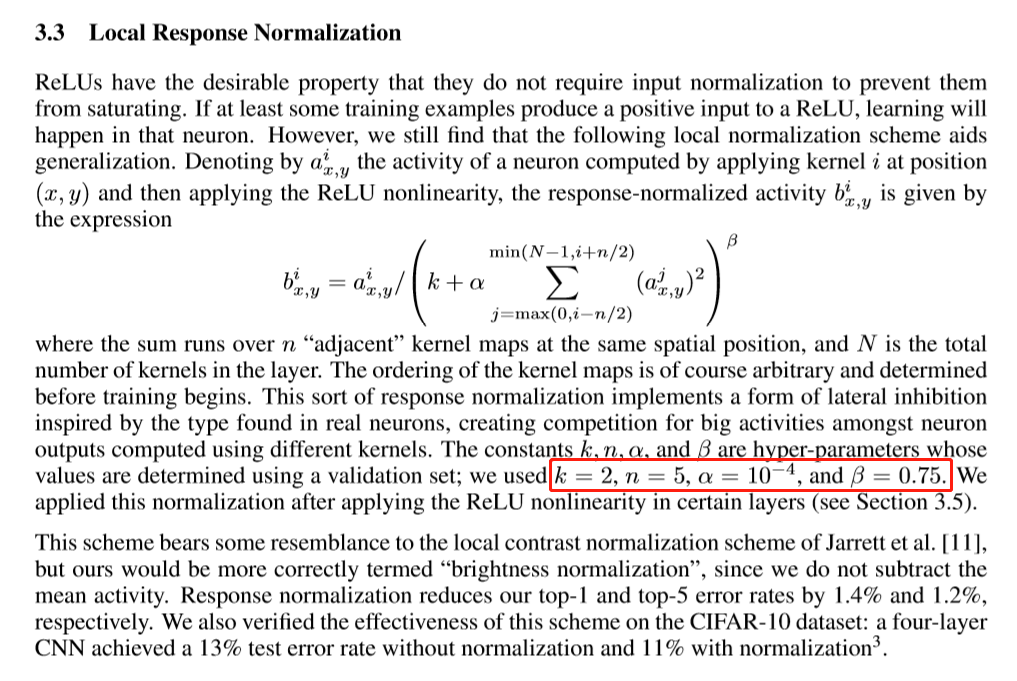 3.3 Local Response Normalization
ReLUs have the desirable property that they do not require input normalization to prevent them
from saturating. If at least some training examples produce a positive input to a ReLU, learning will
happen in that neuron. However, we still find that the following local normalization scheme aids
generalization. Denoting by a^i_{x,y} the activity of a neuron computed by applying kernel i at position
(x, y) and then applying the ReLU nonlinearity, the response-normalized activity b^i_{x,y} is given by
the expression
b^i_{x,y} = a^i_{x,y} / ( k + α ∑_{j=max(0,i−n/2)}^{min(N−1,i+n/2)} (a^j_{x,y})^2 )^β
where the sum runs over n “adjacent” kernel maps at the same spatial position, and N is the total
number of kernels in the layer. The ordering of the kernel maps is of course arbitrary and determined
before training begins. This sort of response normalization implements a form of lateral inhibition
inspired by the type found in real neurons, creating competition for big activities amongst neuron
outputs computed using different kernels. The constants k, n, α, and β are hyper-parameters whose
values are determined using a validation set; we used k = 2, n = 5, α = 10^{−4}, and β = 0.75. We
applied this normalization after applying the ReLU nonlinearity in certain layers (see Section 3.5).
This scheme bears some resemblance to the local contrast normalization scheme of Jarrett et al. [11],
but ours would be more correctly termed “brightness normalization”, since we do not subtract the
mean activity. Response normalization reduces our top-1 and top-5 error rates by 1.4% and 1.2%,
respectively. We also verified the effectiveness of this scheme on the CIFAR-10 dataset: a four-layer
CNN achieved a 13% test error rate without normalization and 11% with normalization³.